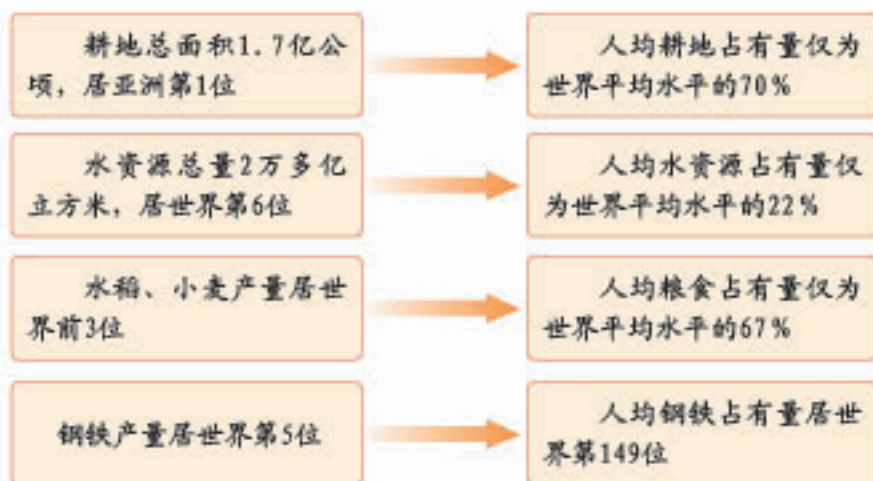 耕地总面积1.7亿公
顷，居亚洲第1位
人均耕地占有量仅为
世界平均水平的70%
水资源总量2万多亿
立方米，居世界第6位
人均水资源占有量仅
为世界平均水平的22%
水稻、小麦产量居世
界前3位
人均粮食占有量仅为
世界平均水平的67%
钢铁产量居世界第5位
人均钢铁占有量居世
界第149位